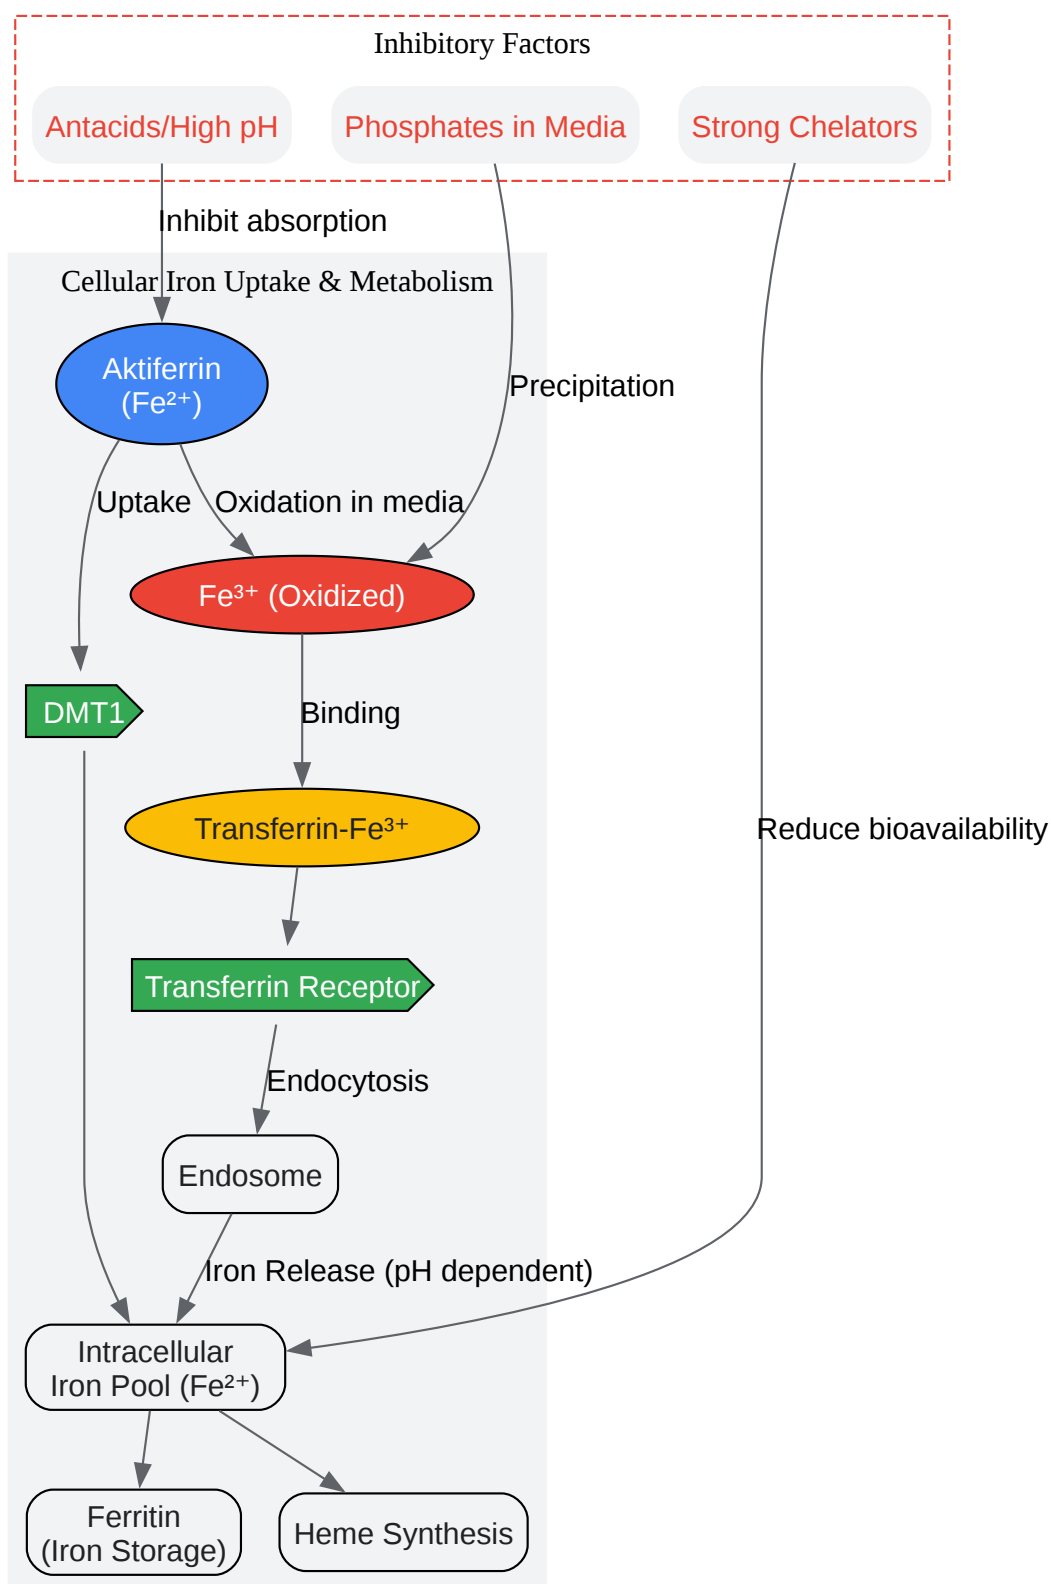 Inhibitory Factors
Antacids/High pH
Phosphates in Media
Strong Chelators
Inhibit absorption
Cellular Iron Uptake & Metabolism
Aktiferrin
(Fe²⁺)
Precipitation
Uptake
Oxidation in media
Fe³⁺ (Oxidized)
DMT1
Binding
Transferrin-Fe³⁺
Reduce bioavailability
Transferrin Receptor
Endocytosis
Endosome
Iron Release (pH dependent)
Intracellular
Iron Pool (Fe²⁺)
Ferritin
(Iron Storage)
Heme Synthesis